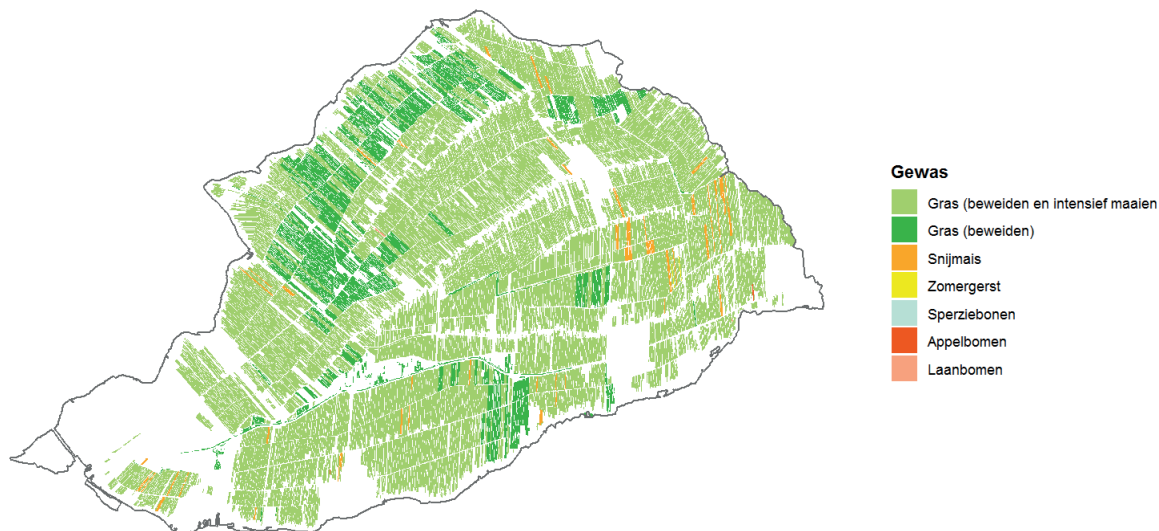 Gewas
Gras (beweiden en intensief maaien
Gras (beweiden)
Snijmais
Zomergerst
Sperziebonen
Appelbomen
Laanbomen